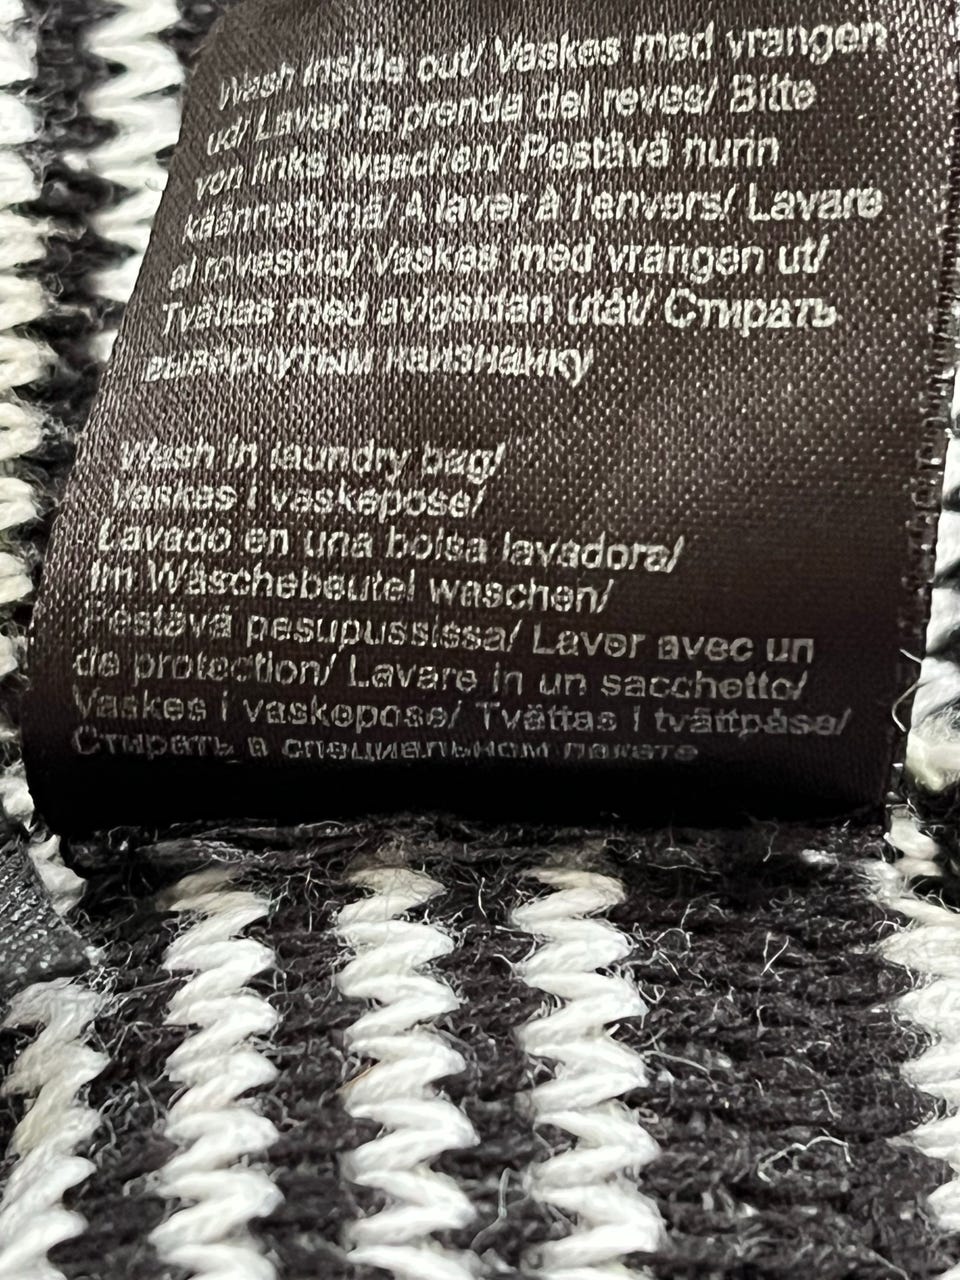 Wash inside out/ Vaskes med vrangen
ud/ Lavar la prenda del reves/ Bitte
von links waschen/ Pestävä nurin
käännettynä/ A laver à l'envers/ Lavare
al rovescio/ Vaskes med vrangen ut/
Tvättas med avigsidan utåt/ Стирать
вывернутым наизнанку
Wash in laundry bag/
Vaskes i vaskepose/
Lavado en una bolsa lavadora/
Im Wäschebeutel waschen/
Pestävä pesupussissa/ Laver avec un
de protection/ Lavare in un sacchetto/
Vaskes i vaskepose/ Tvättas i tvättpåse/
Стирать в специальном пакете